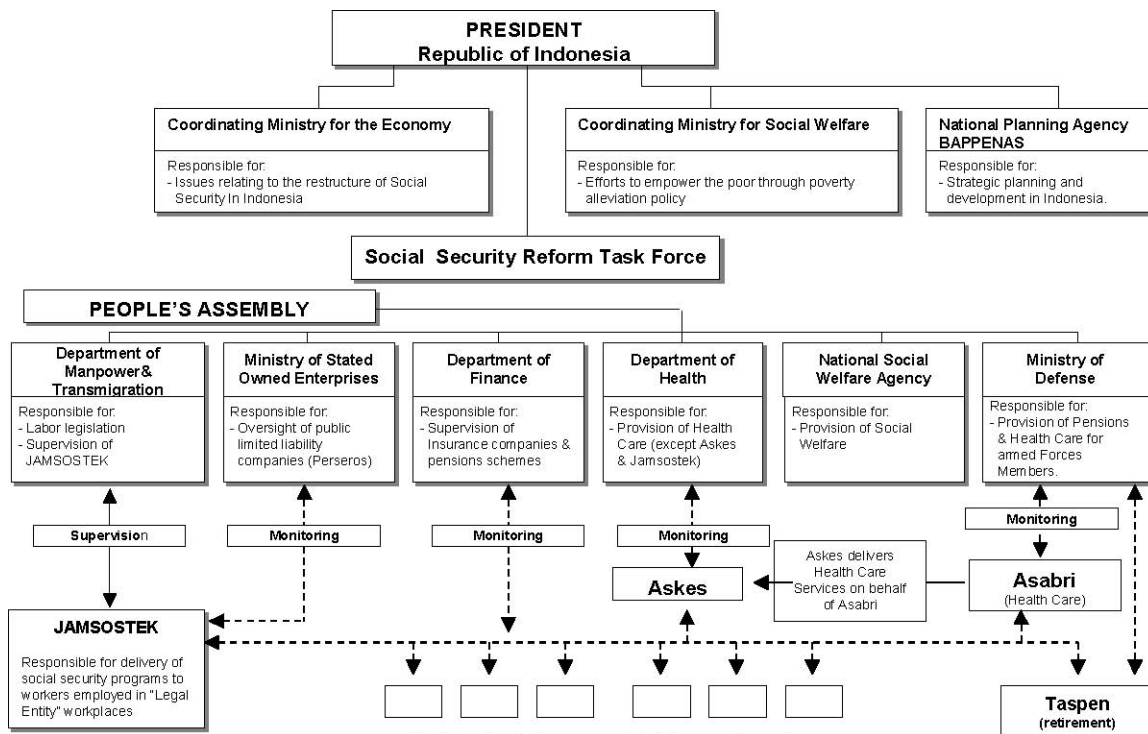 PRESIDENT
Republic of Indonesia
Coordinating Ministry for the Economy
Responsible for:
- Issues relating to the restructure of Social
Security In Indonesia
Coordinating Ministry for Social Welfare
Responsible for:
- Efforts to empower the poor through poverty
alleviation policy
National Planning Agency
BAPPENAS
Responsible for:
- Strategic planning and
development in Indonesia.
Social Security Reform Task Force
PEOPLE'S ASSEMBLY
Department of
Manpower&
Transmigration
Responsible for:
- Labor legislation
- Supervision of
JAMSOSTEK
Ministry of Stated
Owned Enterprises
Responsible for:
- Oversight of public
limited liability
companies (Perseros)
Department of
Finance
Responsible for:
- Supervision of
Insurance companies &
pensions schemes
Department of
Health
Responsible for:
- Provision of Health
Care (except Askes
& Jamsostek)
National Social
Welfare Agency
Responsible for:
- Provision of Social
Welfare
Ministry of
Defense
Responsible for:
- Provision of Pensions
& Health Care for
armed Forces
Members.
Supervision
Monitoring
Monitoring
Monitoring
Monitoring
Askes
Askes delivers
Health Care
Services on behalf
of Asabri
Asabri
(Health Care)
JAMSOSTEK
Responsible for delivery of
social security programs to
workers employed in "Legal
Entity" workplaces
Taspen
(retirement)